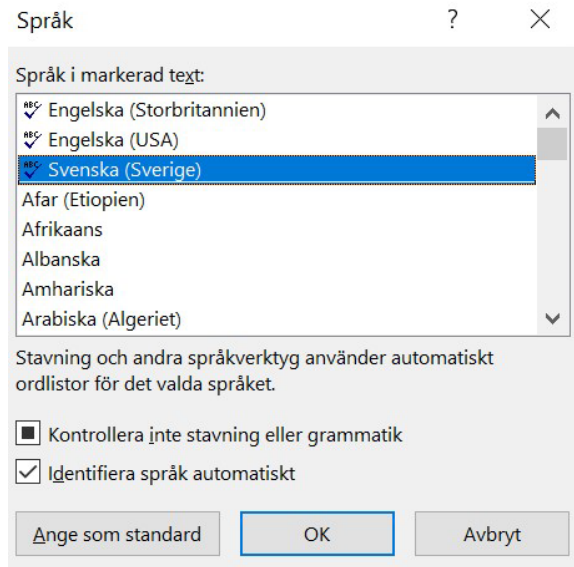 Språk
?
Språk i markerad text:
Engelska (Storbritannien)
Engelska (USA)
Svenska (Sverige)
Afar (Etiopien)
Afrikaans
Albanska
Amhariska
Arabiska (Algeriet)
Stavning och andra språkverktyg använder automatiskt
ordlistor för det valda språket.
Kontrollera inte stavning eller grammatik
Identifiera språk automatiskt
Ange som standard OK Avbryt